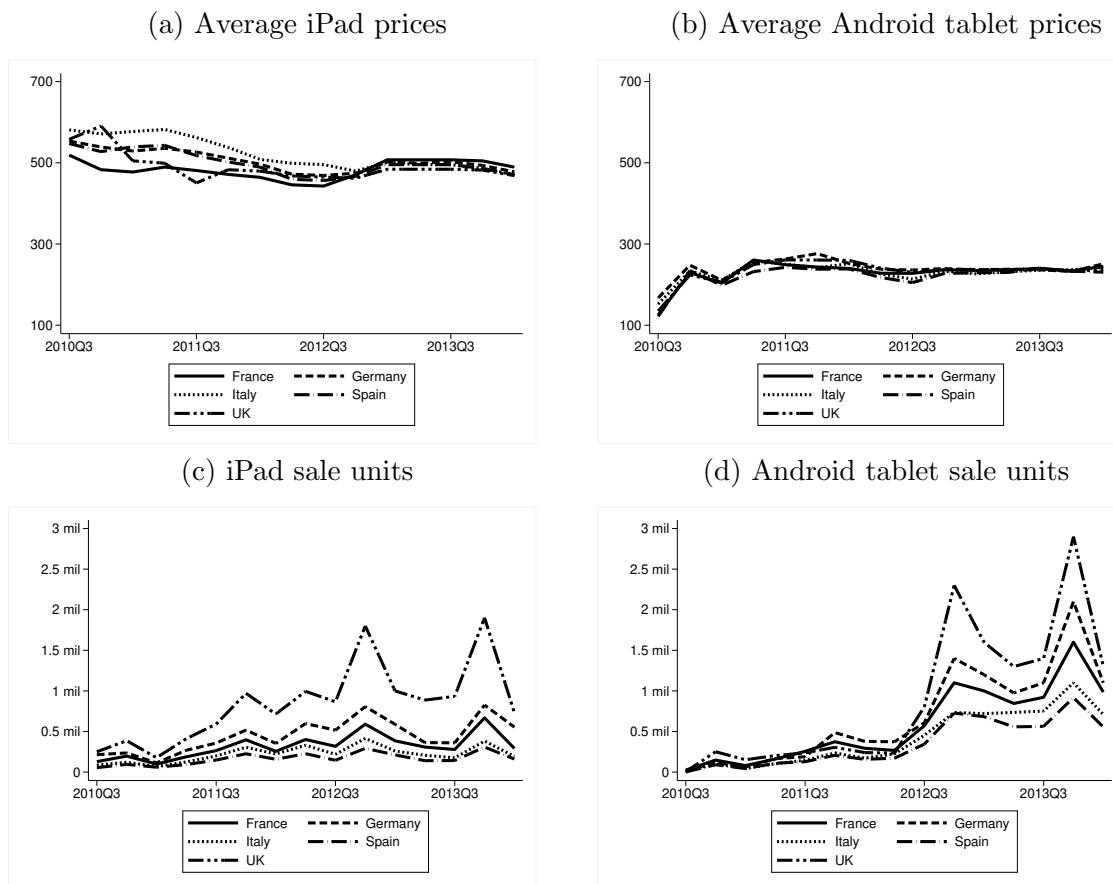 (a) Average iPad prices
700
500
300
100
2010Q3 2011Q3 2012Q3 2013Q3
France Germany
Italy Spain
UK
(b) Average Android tablet prices
700
500
300
100
2010Q3 2011Q3 2012Q3 2013Q3
France Germany
Italy Spain
UK
(c) iPad sale units
3 mil
2.5 mil
2 mil
1.5 mil
1 mil
0.5 mil
0
2010Q3 2011Q3 2012Q3 2013Q3
France Germany
Italy Spain
UK
(d) Android tablet sale units
3 mil
2.5 mil
2 mil
1.5 mil
1 mil
0.5 mil
0
2010Q3 2011Q3 2012Q3 2013Q3
France Germany
Italy Spain
UK